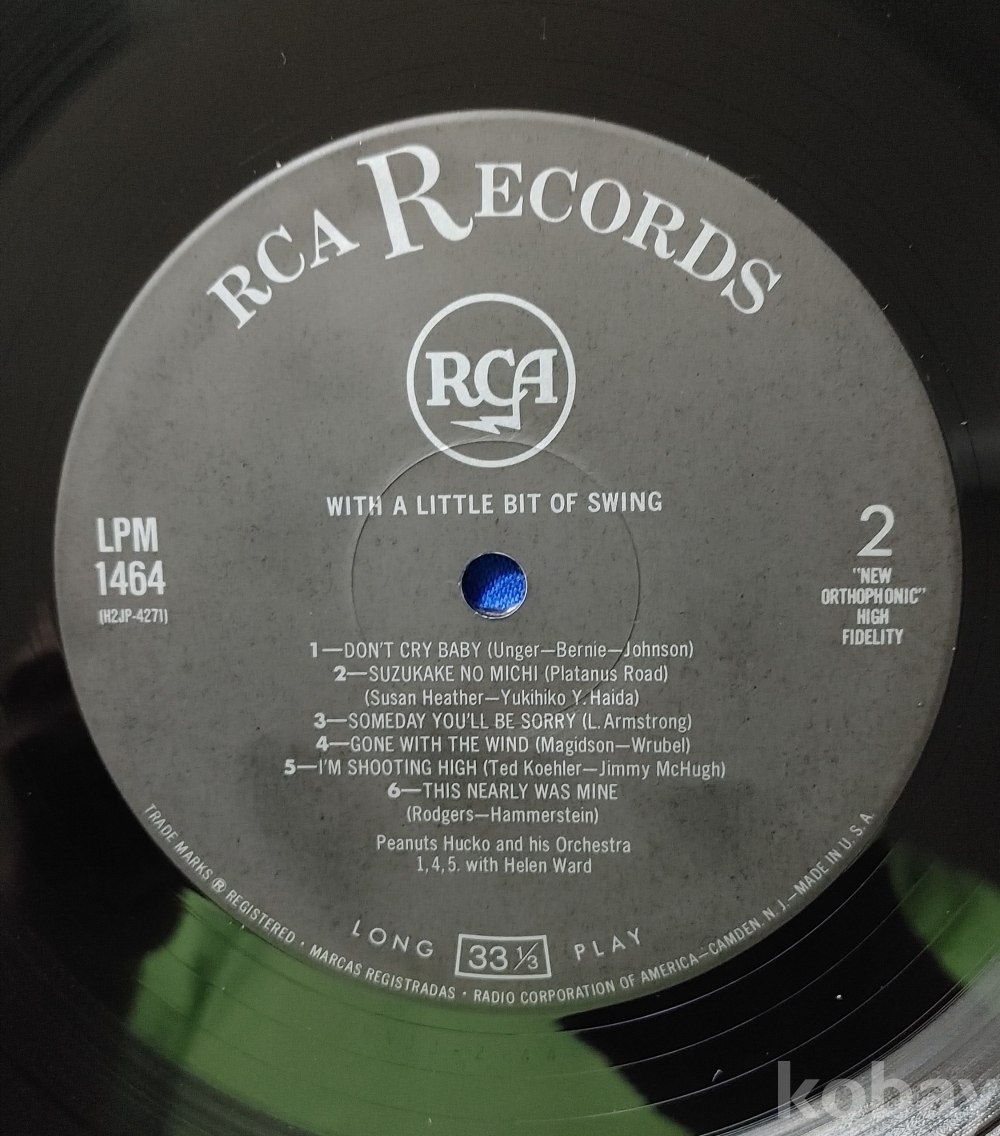 RCA RECORDS
RCA
WITH A LITTLE BIT OF SWING
LPM
1464
(H2JP-4271)
2
"NEW
ORTHOPHONIC"
HIGH
FIDELITY
1—DON'T CRY BABY (Unger—Bernie—Johnson)
2—SUZUKAKE NO MICHI (Platanus Road)
(Susan Heather—Yukihiko Y. Haida)
3—SOMEDAY YOU'LL BE SORRY (L. Armstrong)
4—GONE WITH THE WIND (Magidson—Wrubel)
5—I'M SHOOTING HIGH (Ted Koehler—Jimmy McHugh)
6—THIS NEARLY WAS MINE
(Rodgers—Hammerstein)
Peanuts Hucko and his Orchestra
1, 4, 5. with Helen Ward
LONG 33 1/3 PLAY
TRADE MARKS ® REGISTERED • MARCAS REGISTRADAS • RADIO CORPORATION OF AMERICA—CAMDEN, N. J.—MADE IN U. S. A.
kobay